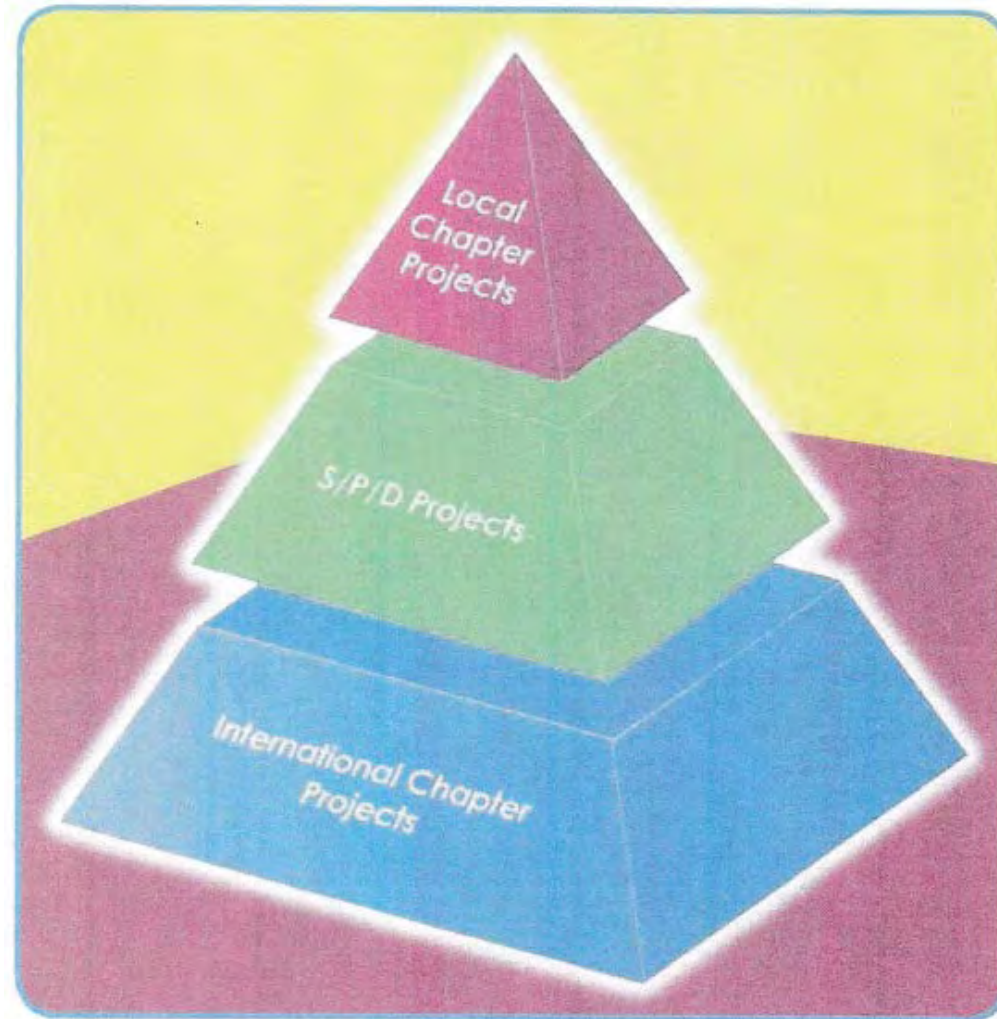 Local
Chapter
Projects
S/P/D Projects
International Chapter
Projects